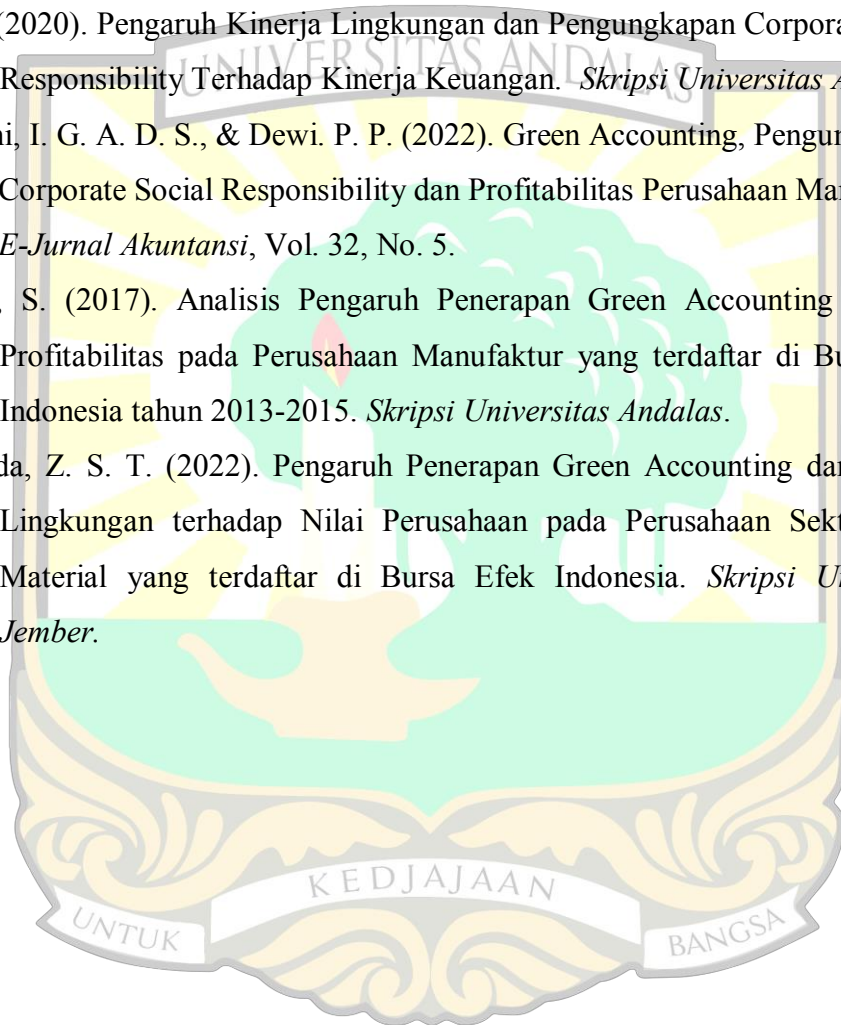 (2020). Pengaruh Kinerja Lingkungan dan Pengungkapan Corpora
Responsibility Terhadap Kinerja Keuangan. Skripsi Universitas A
ni, I. G. A. D. S., & Dewi. P. P. (2022). Green Accounting, Pengun
Corporate Social Responsibility dan Profitabilitas Perusahaan Man
E-Jurnal Akuntansi, Vol. 32, No. 5.
, S. (2017). Analisis Pengaruh Penerapan Green Accounting
Profitabilitas pada Perusahaan Manufaktur yang terdaftar di Bu
Indonesia tahun 2013-2015. Skripsi Universitas Andalas.
da, Z. S. T. (2022). Pengaruh Penerapan Green Accounting dan
Lingkungan terhadap Nilai Perusahaan pada Perusahaan Sekt
Material yang terdaftar di Bursa Efek Indonesia. Skripsi Un
Jember.
UNIVERSITAS ANDALAS
UNTUK KEDJAJAAN BANGSA